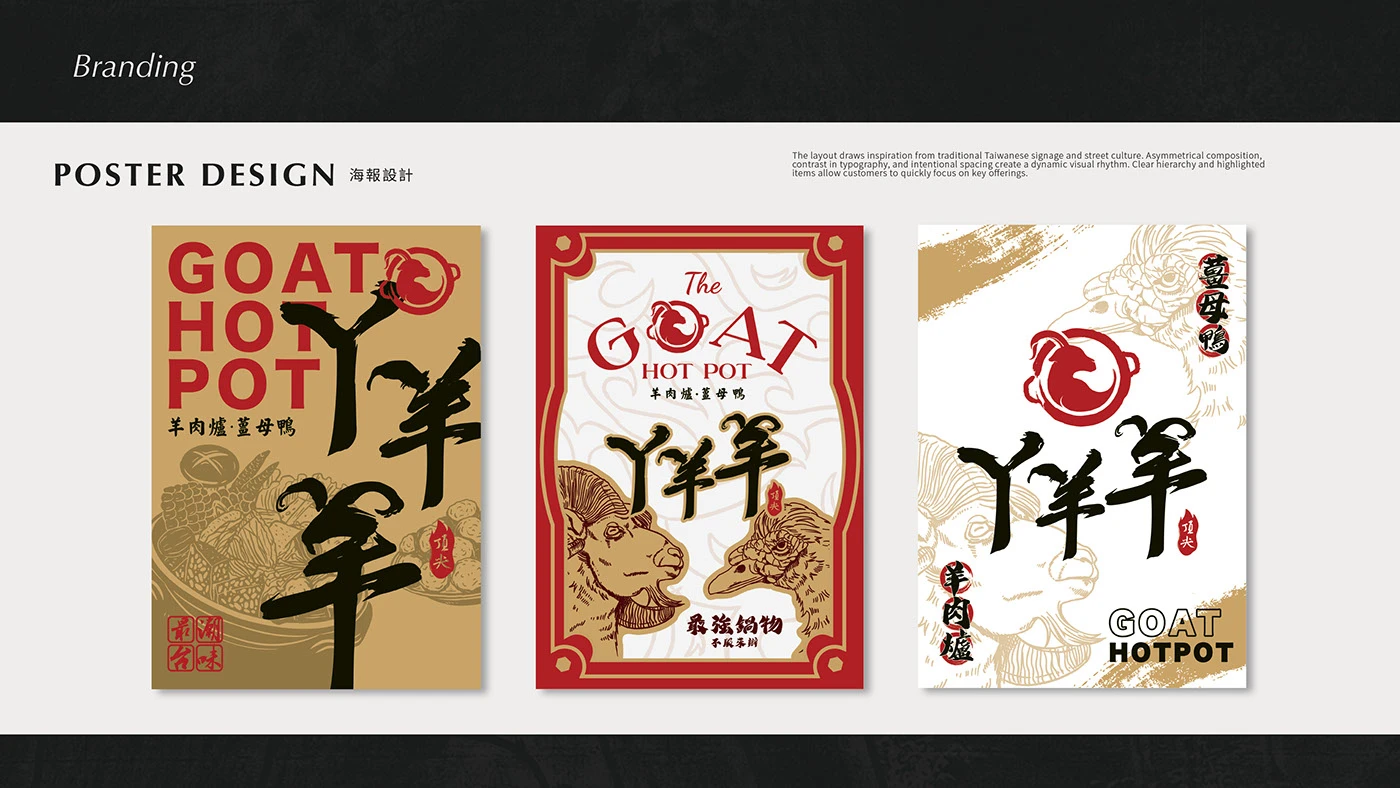 Branding
POSTER DESIGN 海報設計
The layout draws inspiration from traditional Taiwanese signage and street culture. Asymmetrical composition,
contrast in typography, and intentional spacing create a dynamic visual rhythm. Clear hierarchy and highlighted
items allow customers to quickly focus on key offerings.
GOAT
HOT
POT
羊肉爐·薑母鴨
丫羊羊
頂尖
最潮
台味
The
GOAT
HOT POT
羊肉爐·薑母鴨
丫羊羊
頂尖
最強鍋物
薑母鴨
丫羊羊
頂尖
羊肉爐
GOAT
HOTPOT